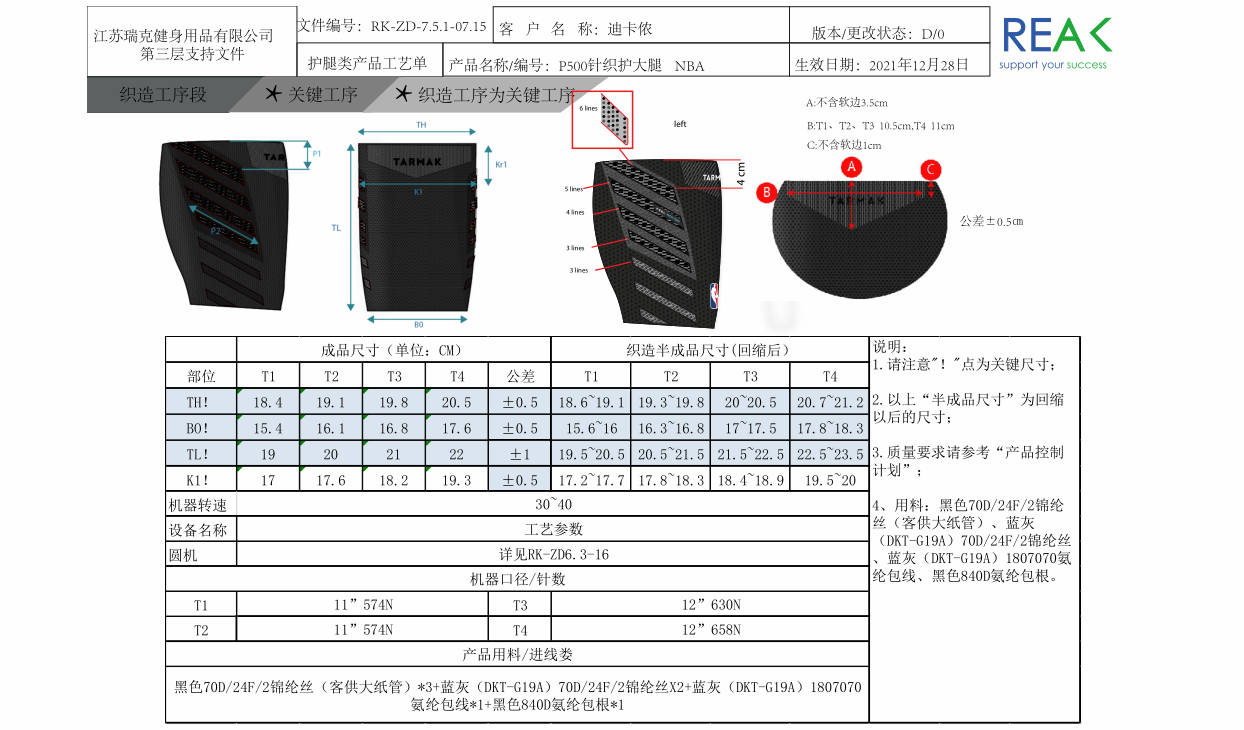 江苏瑞克健身用品有限公司
第三层支持文件
文件编号: RK-ZD-7.5.1-07.15
客 户 名 称: 迪卡侬
版本/更改状态: D/0
护腿类产品工艺单
产品名称/编号: P500针织护大腿 NBA
生效日期: 2021年12月28日
REAK
support your success
织造工序段
★ 关键工序
★ 织造工序为关键工序
TH
P1
TARMAK
Kr1
K1
P2
TL
B0
6 lines
left
TARM
4 cm
5 lines
4 lines
3 lines
3 lines
A:不含软边3.5cm
B:T1、T2、T3 10.5cm,T4 11cm
C:不含软边1cm
A
B
C
TARMAK
公差±0.5㎝
成品尺寸（单位: CM） 织造半成品尺寸(回缩后）
部位 T1 T2 T3 T4 公差 T1 T2 T3 T4
TH! 18.4 19.1 19.8 20.5 ±0.5 18.6~19.1 19.3~19.8 20~20.5 20.7~21.2
B0! 15.4 16.1 16.8 17.6 ±0.5 15.6~16 16.3~16.8 17~17.5 17.8~18.3
TL! 19 20 21 22 ±1 19.5~20.5 20.5~21.5 21.5~22.5 22.5~23.5
K1! 17 17.6 18.2 19.3 ±0.5 17.2~17.7 17.8~18.3 18.4~18.9 19.5~20
机器转速 30~40
设备名称 工艺参数
圆机 详见RK-ZD6.3-16
机器口径/针数
T1 11”574N T3 12”630N
T2 11”574N T4 12”658N
产品用料/进线类
黑色70D/24F/2锦纶丝（客供大纸管）*3+蓝灰（DKT-G19A）70D/24F/2锦纶丝X2+蓝灰（DKT-G19A）1807070
氨纶包线*1+黑色840D氨纶包根*1
说明:
1.请注意"! "点为关键尺寸;
2.以上“半成品尺寸”为回缩
以后的尺寸;
3.质量要求请参考“产品控制
计划”;
4、用料: 黑色70D/24F/2锦纶
丝（客供大纸管）、蓝灰
（DKT-G19A）70D/24F/2锦纶丝
、蓝灰（DKT-G19A）1807070氨
纶包线、黑色840D氨纶包根。